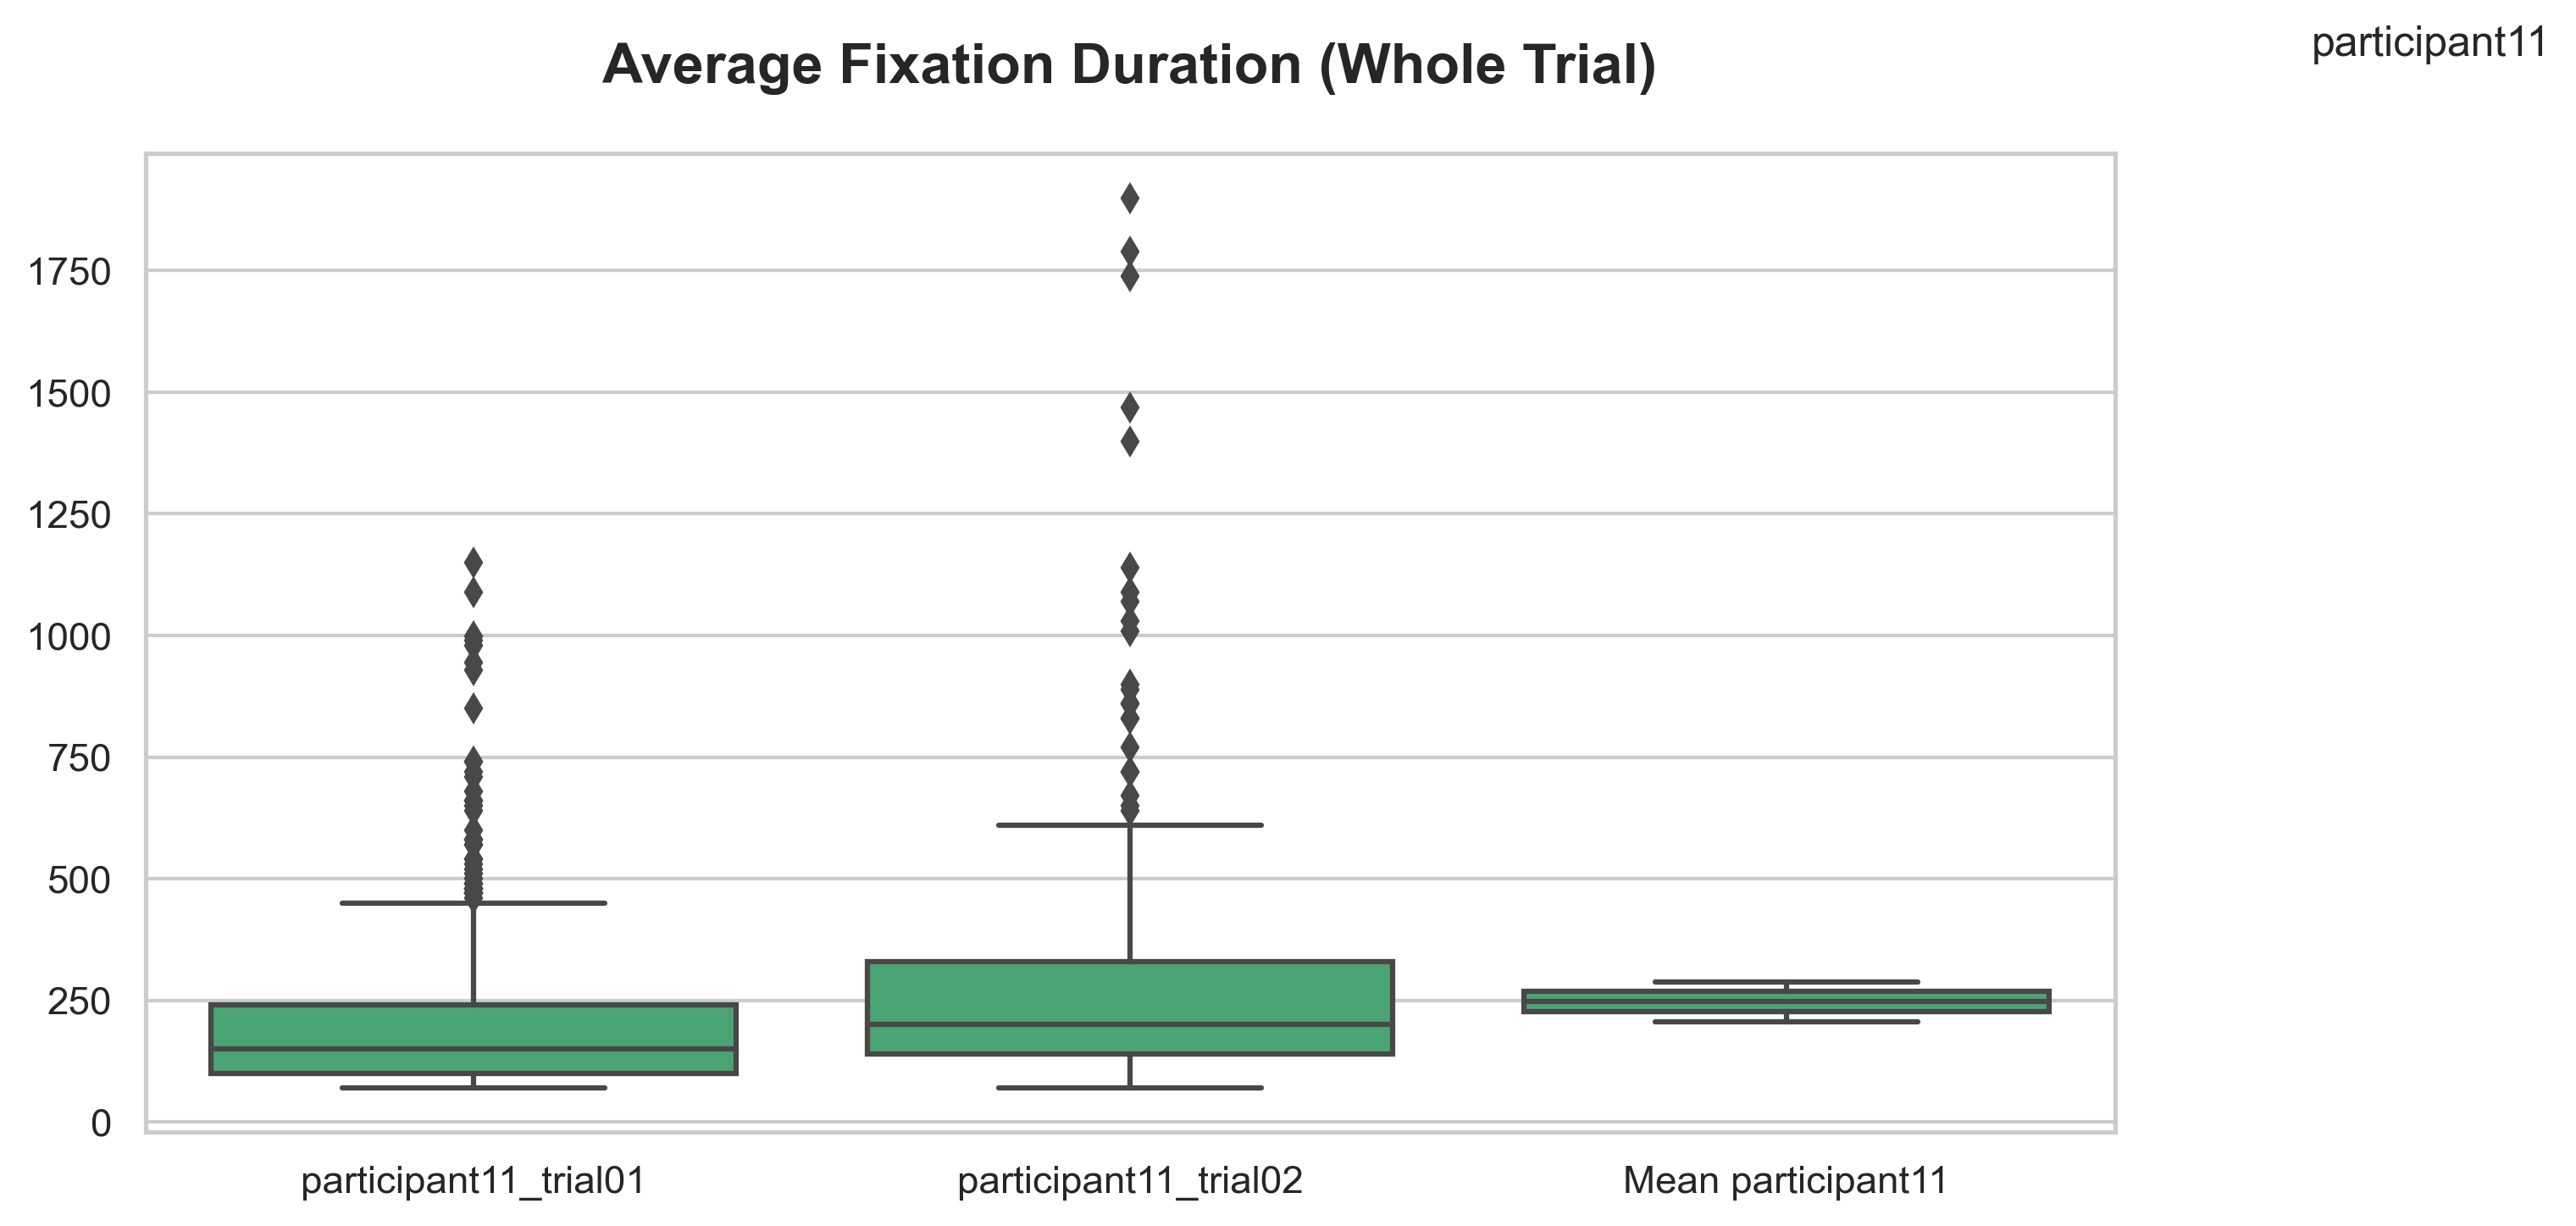 participant11
Average Fixation Duration (Whole Trial)
1750
1500
1250
1000
750
500
250
0
participant11_trial01
participant11_trial02
Mean participant11